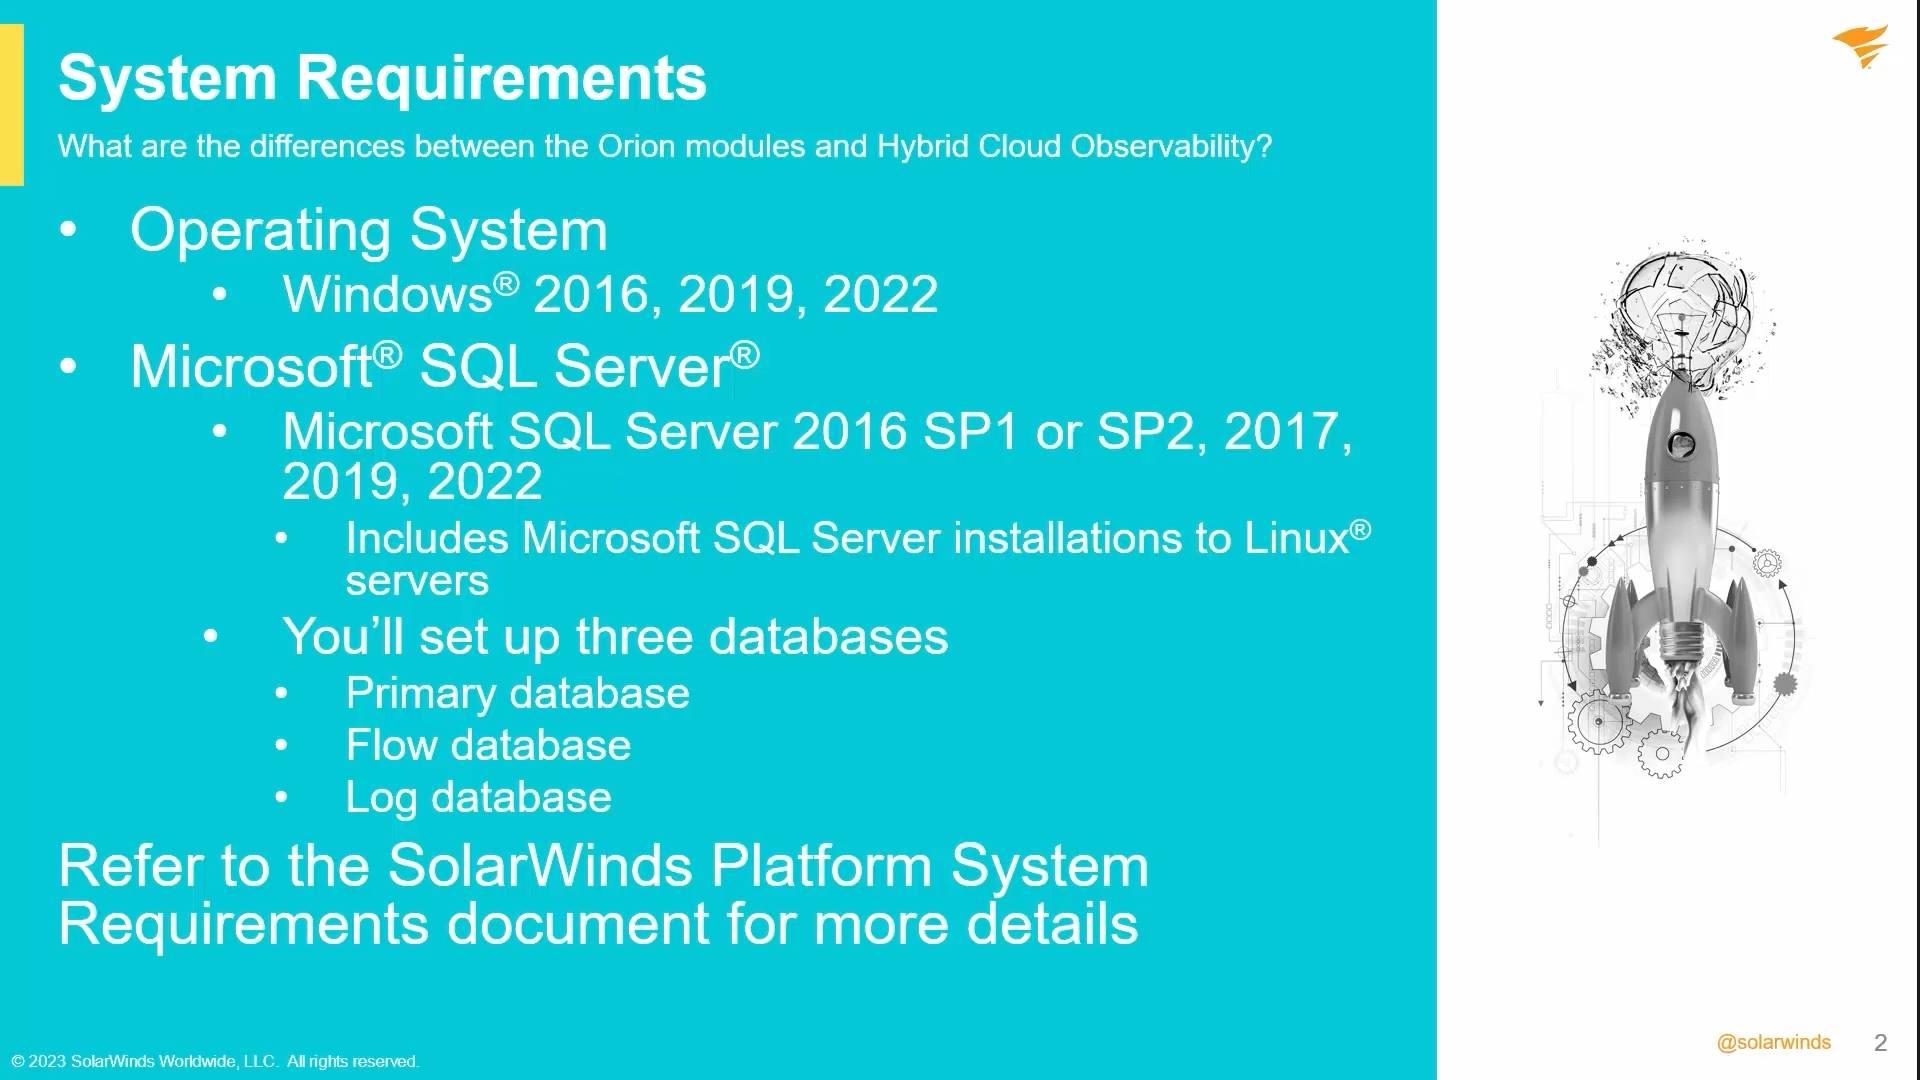 System Requirements
What are the differences between the Orion modules and Hybrid Cloud Observability?
• Operating System
• Windows® 2016, 2019, 2022
• Microsoft® SQL Server®
• Microsoft SQL Server 2016 SP1 or SP2, 2017,
2019, 2022
• Includes Microsoft SQL Server installations to Linux®
servers
• You’ll set up three databases
• Primary database
• Flow database
• Log database
Refer to the SolarWinds Platform System
Requirements document for more details
© 2023 SolarWinds Worldwide, LLC. All rights reserved.
@solarwinds 2